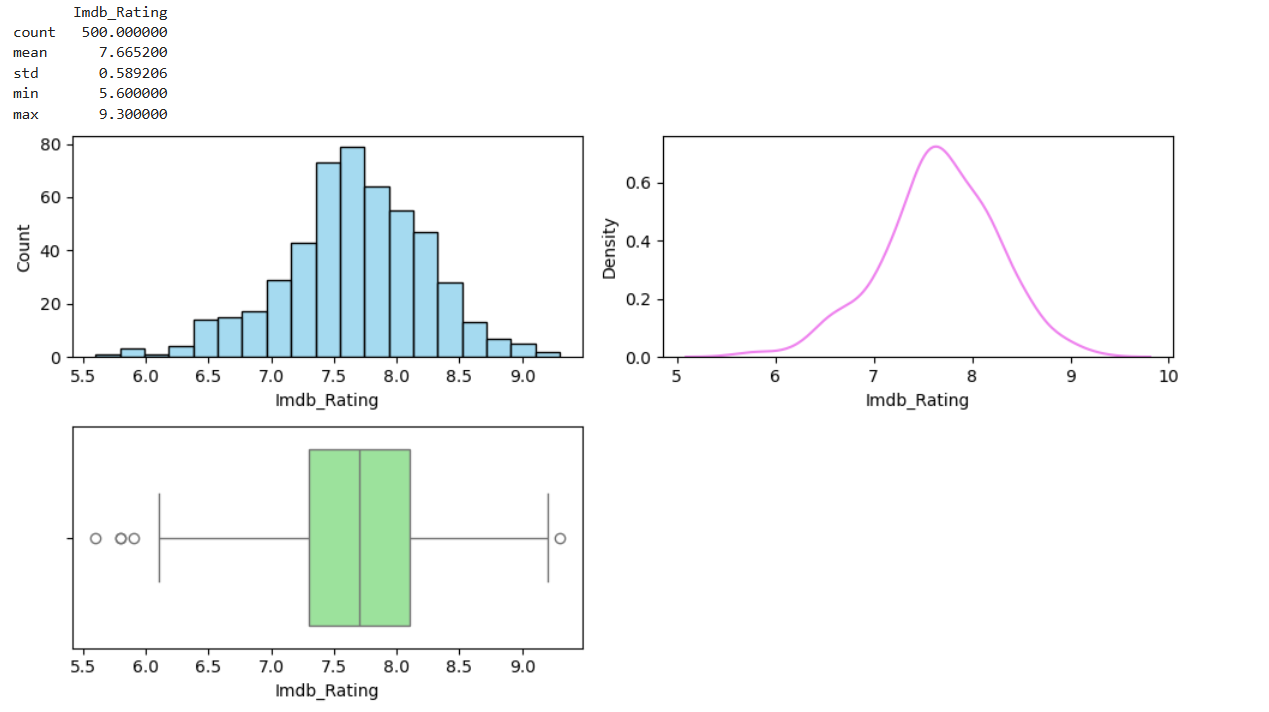 Imdb_Rating
count 500.000000
mean 7.665200
std 0.589206
min 5.600000
max 9.300000
80
60
40
20
0
Count
5.5 6.0 6.5 7.0 7.5 8.0 8.5 9.0
Imdb_Rating
0.6
0.4
0.2
0.0
Density
5 6 7 8 9 10
Imdb_Rating
5.5 6.0 6.5 7.0 7.5 8.0 8.5 9.0
Imdb_Rating